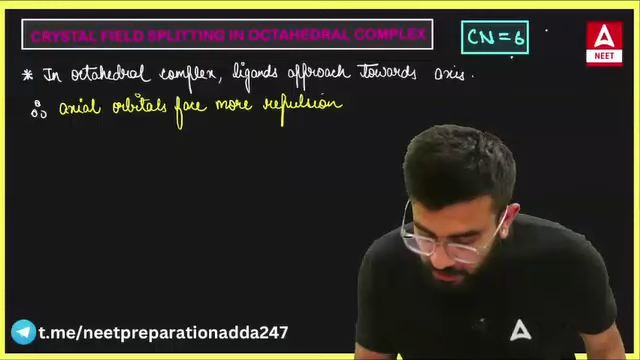 CRYSTAL FIELD SPLITTING IN OCTAHEDRAL COMPLEX
CN = 6
A
NEET
* In octahedral complex, ligands approach towards axis.
∴ axial orbitals face more repulsion
A
t.me/neetpreparationadda247